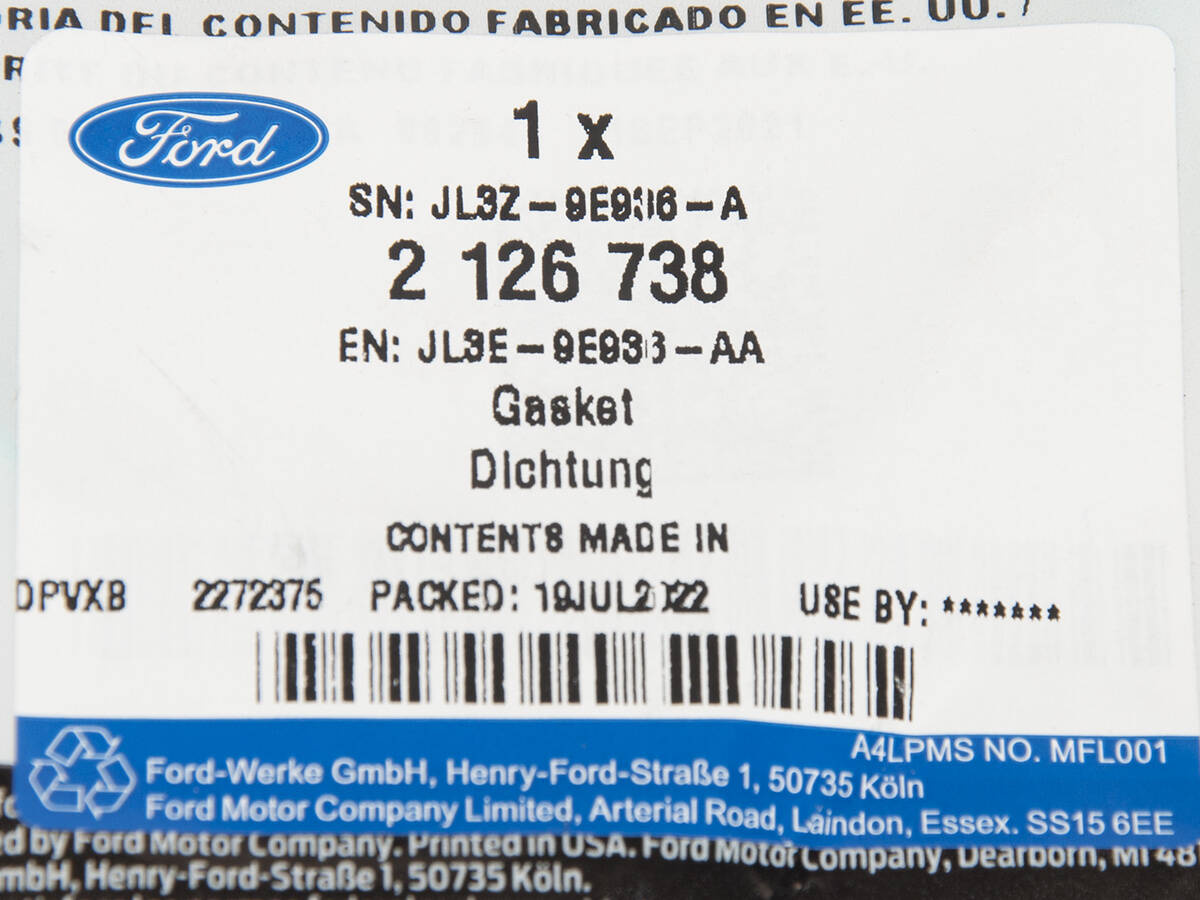 ORIA DEL CONTENIDO FABRICADO EN EE. UU. /
Ford
1 x
SN: JL3Z-9E936-A
2 126 738
EN: JL3E-9E936-AA
Gasket
Dichtung
CONTENTS MADE IN
DPVXB 2272375 PACKED: 19JUL2022 USE BY: *******
A4LPMS NO. MFL001
Ford-Werke GmbH, Henry-Ford-Straße 1, 50735 Köln
Ford Motor Company Limited, Arterial Road, Laindon, Essex. SS15 6EE
ed by Ford Motor Company. Printed in USA. Ford Motor Company, Dearborn, MI 48
mbH, Henry-Ford-Straße 1, 50735 Köln.